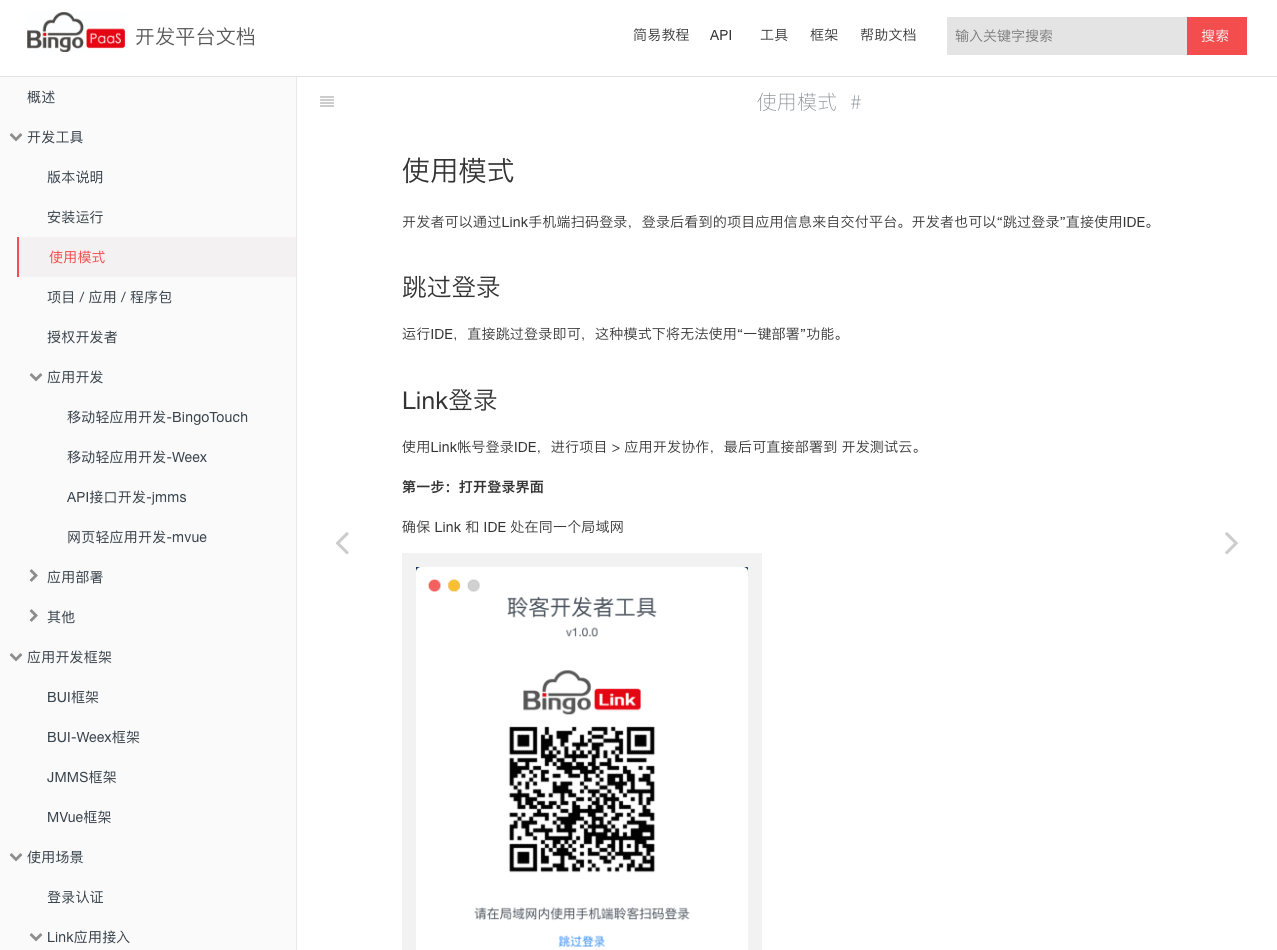 Bingo PaaS 开发平台文档
简易教程 API 工具 框架 帮助文档 输入关键字搜索 搜索
概述
开发工具
版本说明
安装运行
使用模式
项目 / 应用 / 程序包
授权开发者
应用开发
移动轻应用开发-BingoTouch
移动轻应用开发-Weex
API接口开发-jmms
网页轻应用开发-mvue
应用部署
其他
应用开发框架
BUI框架
BUI-Weex框架
JMMS框架
MVue框架
使用场景
登录认证
Link应用接入
使用模式 #
使用模式
开发者可以通过Link手机端扫码登录，登录后看到的项目应用信息来自交付平台。开发者也可以“跳过登录”直接使用IDE。
跳过登录
运行IDE，直接跳过登录即可，这种模式下将无法使用“一键部署”功能。
Link登录
使用Link帐号登录IDE，进行项目 > 应用开发协作，最后可直接部署到 开发测试云。
第一步：打开登录界面
确保 Link 和 IDE 处在同一个局域网
聆客开发者工具
v1.0.0
Bingo Link
请在局域网内使用手机端聆客扫码登录
跳过登录